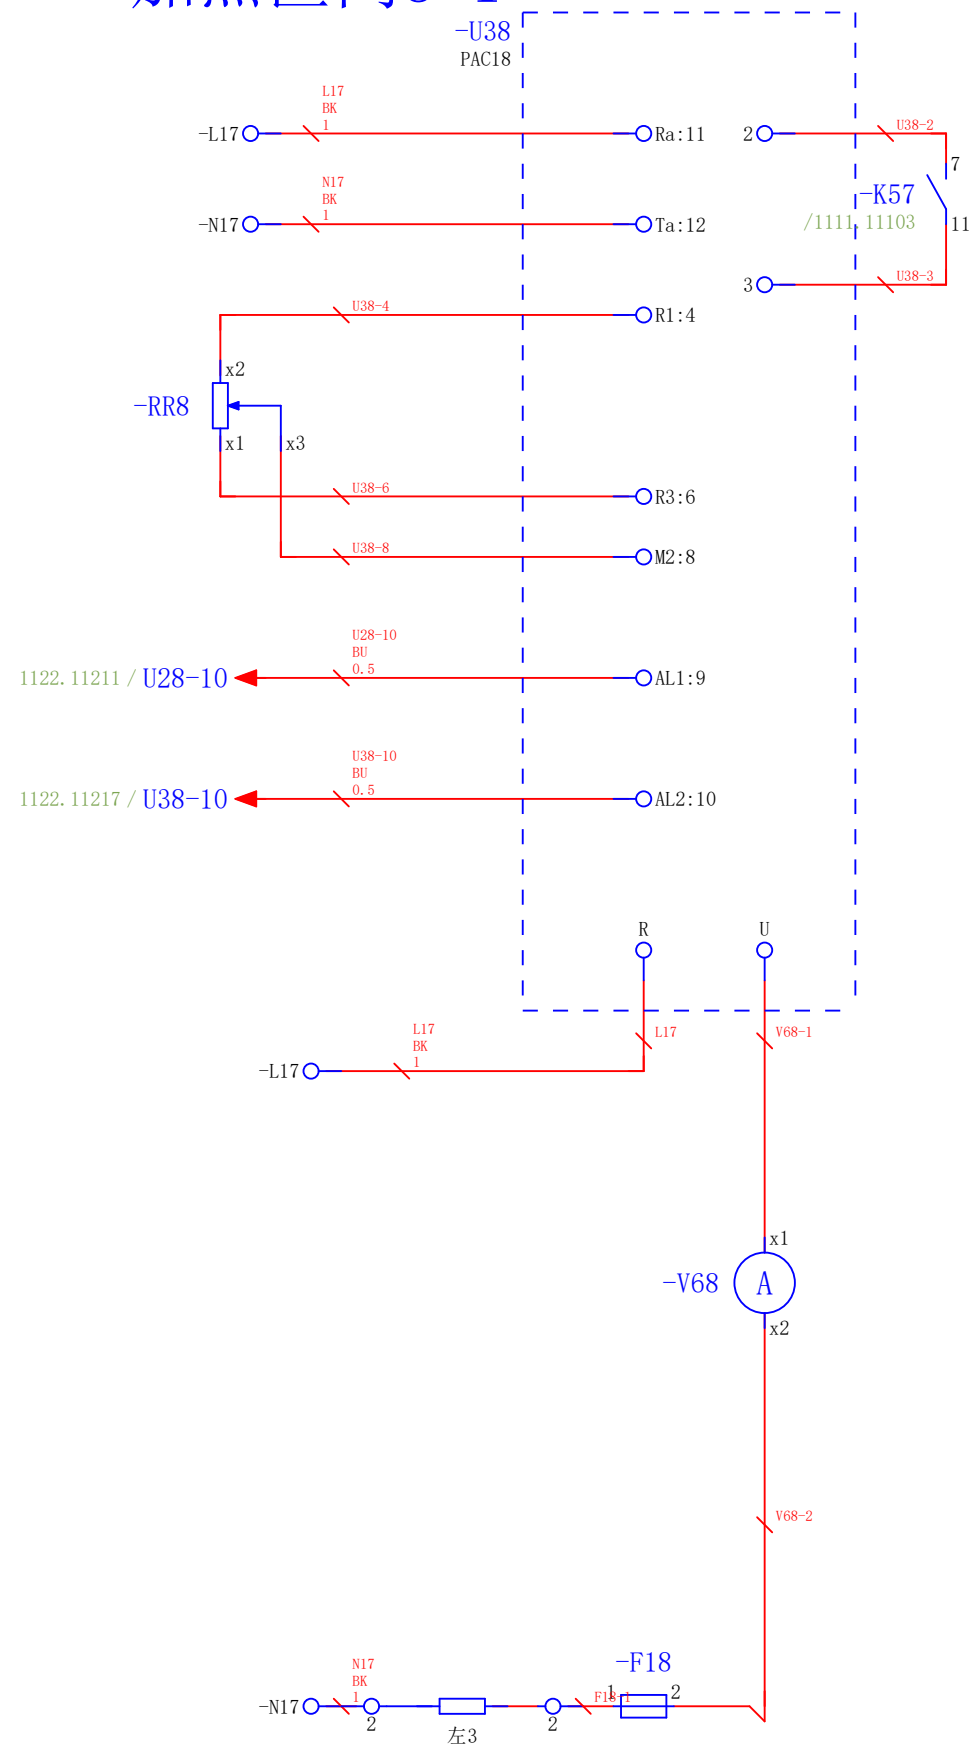 -U38
PAC18
L17
BK
1
-L17
Ra:11
2
U38-2
7
N17
BK
1
-K57
-N17
Ta:12
/1111.11103
11
3
U38-3
U38-4
R1:4
x2
-RR8
x1
x3
U38-6
R3:6
U38-8
M2:8
U28-10
BU
0.5
1122.11211 / U28-10
AL1:9
U38-10
BU
0.5
1122.11217 / U38-10
AL2:10
R
U
L17
BK
1
L17
V68-1
-L17
x1
-V68
A
x2
V68-2
N17
BK
1
-F18
-N17
F18-1
1
2
2
2
左3